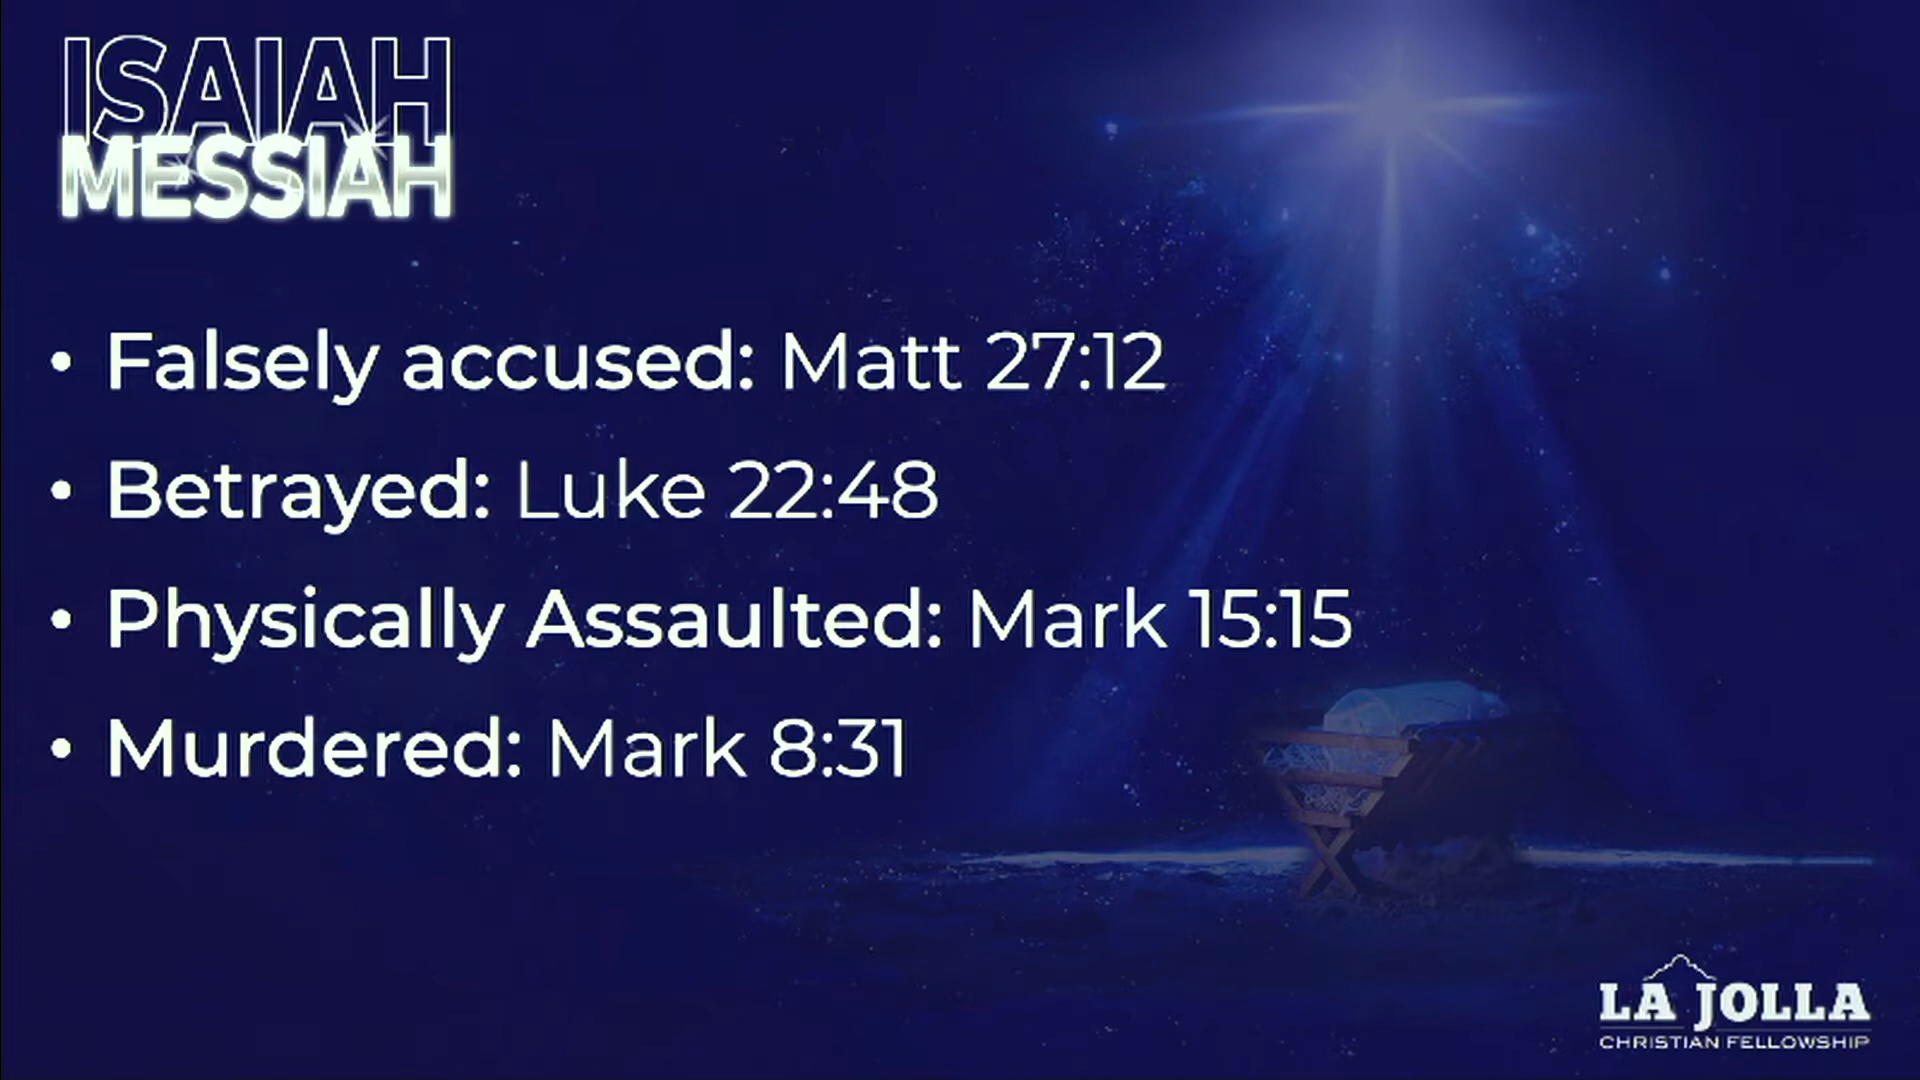 ISAIAH
MESSIAH
• Falsely accused: Matt 27:12
• Betrayed: Luke 22:48
• Physically Assaulted: Mark 15:15
• Murdered: Mark 8:31
LA JOLLA
CHRISTIAN FELLOWSHIP